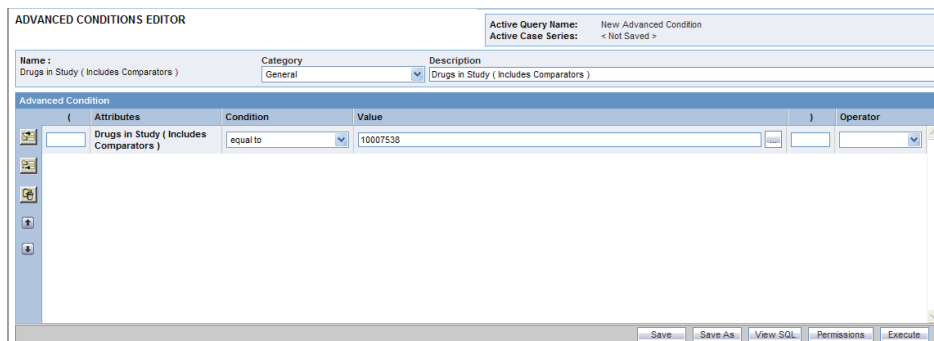 ADVANCED CONDITIONS EDITOR
Active Query Name: New Advanced Condition
Active Case Series: < Not Saved >
Name : Category Description
Drugs in Study ( Includes Comparators ) General Drugs in Study ( Includes Comparators )
Advanced Condition
( Attributes Condition Value ) Operator
Drugs in Study ( Includes
Comparators ) equal to 10007538 ...
Save Save As View SQL Permissions Execute